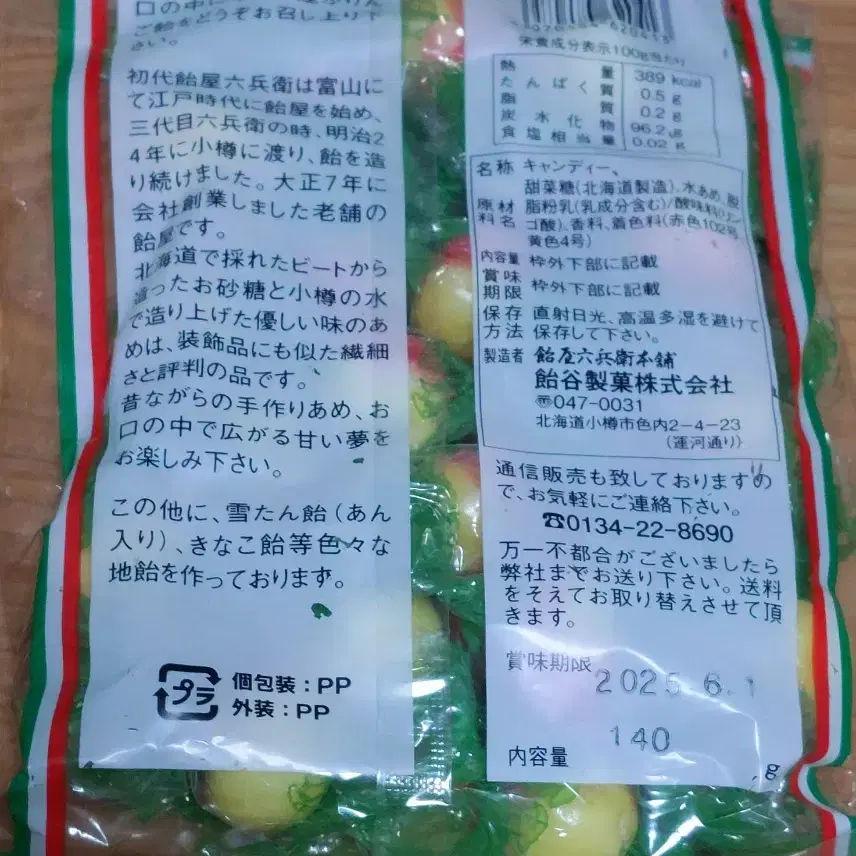 ご飴をどうぞお召し上り下
さい。
初代飴屋六兵衛は富山に
て江戸時代に飴屋を始め、
三代目六兵衛の時、明治2
4年に小樽に渡り、飴を造
り続けました。大正7年に
会社創業しました老舗の
飴屋です。
北海道で採れたビートから
造ったお砂糖と小樽の水
で造り上げた優しい味のあ
めは、装飾品にも似た繊細
さと評判の品です。
昔ながらの手作りあめ、お
口の中で広がる甘い夢を
お楽しみ下さい。
この他に、雪たん飴(あん
入り)、きなこ飴等色々な
地飴を作っております。
プラ
個包装:PP
外装:PP
栄養成分表示100g当たり
熱量 389 kcal
たんぱく質 0.5 g
脂質 0.2 g
炭水化物 96.2 g
食塩相当量 0.02 g
名称 キャンディー、
原材料名 甜菜糖(北海道製造)、水あめ、脱
脂粉乳(乳成分含む)/酸味料(リン
ゴ酸)、香料、着色料(赤色102号
黄色4号)
内容量 枠外下部に記載
賞味期限 枠外下部に記載
保存方法 直射日光、高温多湿を避けて
保存して下さい。
製造者 飴屋六兵衛本舗
飴谷製菓株式会社
〒047-0031
北海道小樽市色内2-4-23
(運河通り)
通信販売も致しておりますの
で、お気軽にご連絡下さい。
☎0134-22-8690
万一不都合がございましたら
弊社までお送り下さい。送料
をそえてお取り替えさせて頂
きます。
賞味期限 2025 6.1
内容量 140 g